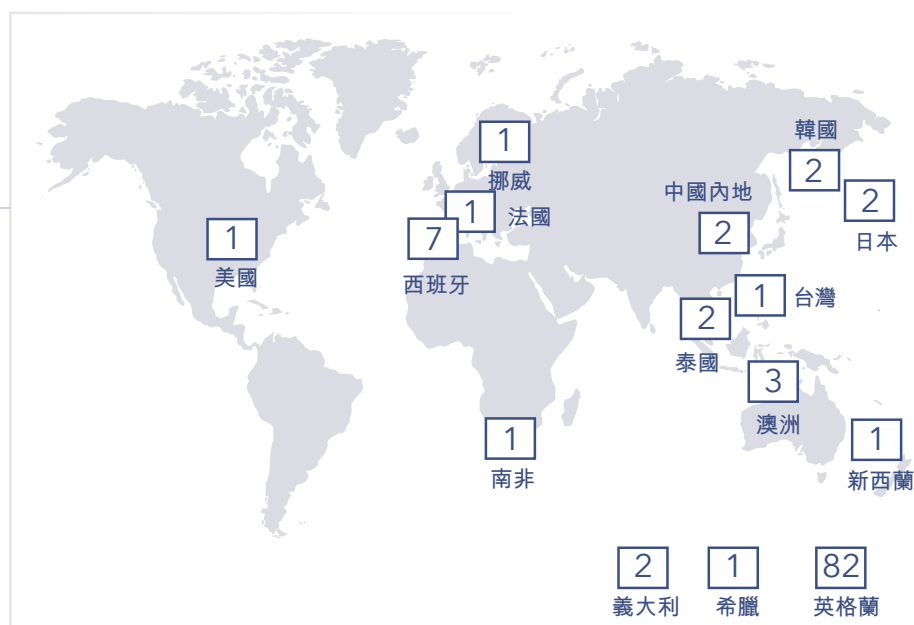 1
挪威
韓國
2
中國內地
2
2
日本
1
法國
7
西班牙
1
美國
1
台灣
2
泰國
3
澳洲
1
南非
1
新西蘭
2
義大利
1
希臘
82
英格蘭